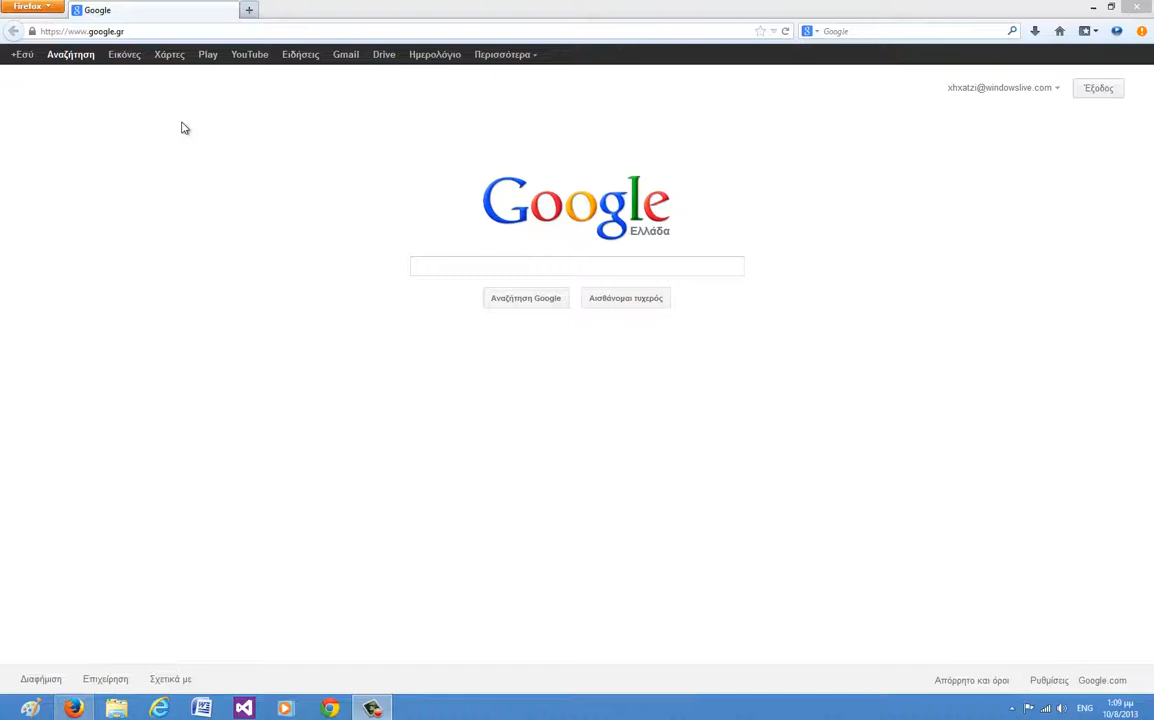 Firefox
Google
https://www.google.gr
Google
+Εσύ Αναζήτηση Εικόνες Χάρτες Play YouTube Ειδήσεις Gmail Drive Ημερολόγιο Περισσότερα
xhxatzi@windowslive.com Έξοδος
Google
Ελλάδα
Αναζήτηση Google Αισθάνομαι τυχερός
Διαφήμιση Επιχείρηση Σχετικά με Απόρρητο και όροι Ρυθμίσεις Google.com
ENG
1:09 μμ
10/8/2013